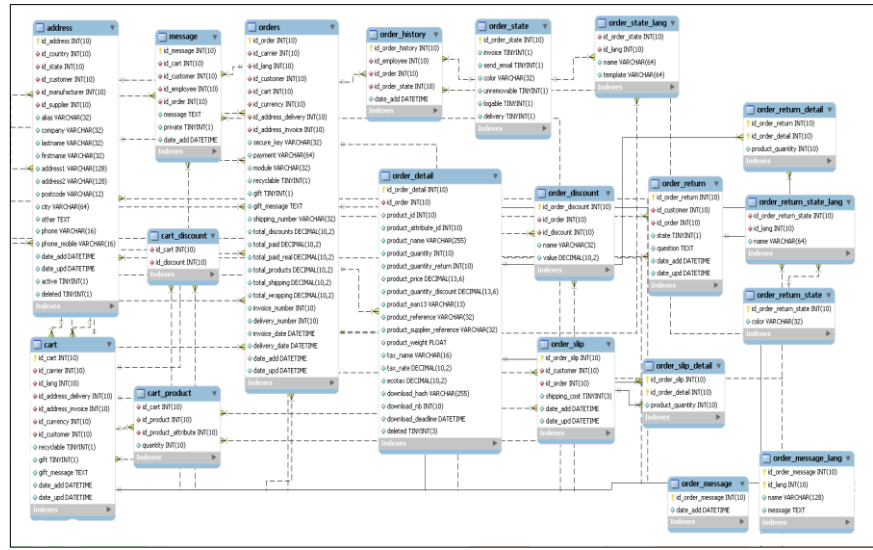 address
id_address INT(10)
id_country INT(10)
id_state INT(10)
id_customer INT(10)
id_manufacturer INT(10)
id_supplier INT(10)
alias VARCHAR(32)
company VARCHAR(32)
lastname VARCHAR(32)
firstname VARCHAR(32)
address1 VARCHAR(128)
address2 VARCHAR(128)
postcode VARCHAR(12)
city VARCHAR(64)
other TEXT
phone VARCHAR(16)
phone_mobile VARCHAR(16)
date_add DATETIME
date_upd DATETIME
active TINYINT(1)
deleted TINYINT(1)
Indexes
message
id_message INT(10)
id_cart INT(10)
id_customer INT(10)
id_employee INT(10)
id_order INT(10)
message TEXT
private TINYINT(1)
date_add DATETIME
Indexes
orders
id_order INT(10)
id_carrier INT(10)
id_lang INT(10)
id_customer INT(10)
id_cart INT(10)
id_currency INT(10)
id_address_delivery INT(10)
id_address_invoice INT(10)
secure_key VARCHAR(32)
payment VARCHAR(64)
module VARCHAR(32)
recyclable TINYINT(1)
gift TINYINT(1)
gift_message TEXT
shipping_number VARCHAR(32)
total_discounts DECIMAL(10,2)
total_paid DECIMAL(10,2)
total_paid_real DECIMAL(10,2)
total_products DECIMAL(10,2)
total_shipping DECIMAL(10,2)
total_wrapping DECIMAL(10,2)
invoice_number INT(10)
delivery_number INT(10)
invoice_date DATETIME
delivery_date DATETIME
date_add DATETIME
date_upd DATETIME
Indexes
order_history
id_order_history INT(10)
id_employee INT(10)
id_order INT(10)
id_order_state INT(10)
date_add DATETIME
Indexes
order_state
id_order_state INT(10)
invoice TINYINT(1)
send_email TINYINT(1)
color VARCHAR(32)
unremovable TINYINT(1)
logable TINYINT(1)
delivery TINYINT(1)
Indexes
order_state_lang
id_order_state INT(10)
id_lang INT(10)
name VARCHAR(64)
template VARCHAR(64)
Indexes
order_return_detail
id_order_return INT(10)
id_order_detail INT(10)
product_quantity INT(10)
Indexes
cart_discount
id_cart INT(10)
id_discount INT(10)
Indexes
order_detail
id_order_detail INT(10)
id_order INT(10)
product_id INT(10)
product_attribute_id INT(10)
product_name VARCHAR(255)
product_quantity INT(10)
product_quantity_return INT(10)
product_price DECIMAL(13,6)
product_quantity_discount DECIMAL(13,6)
product_ean13 VARCHAR(13)
product_reference VARCHAR(32)
product_supplier_reference VARCHAR(32)
product_weight FLOAT
tax_name VARCHAR(16)
tax_rate DECIMAL(10,2)
ecotax DECIMAL(10,2)
download_hash VARCHAR(255)
download_nb INT(10)
download_deadline DATETIME
deleted TINYINT(3)
Indexes
order_discount
id_order_discount INT(10)
id_order INT(10)
id_discount INT(10)
name VARCHAR(32)
value DECIMAL(10,2)
Indexes
order_return
id_order_return INT(10)
id_customer INT(10)
id_order INT(10)
state TINYINT(1)
question TEXT
date_add DATETIME
date_upd DATETIME
Indexes
order_return_state_lang
id_order_return_state INT(10)
id_lang INT(10)
name VARCHAR(64)
Indexes
order_return_state
id_order_return_state INT(10)
color VARCHAR(32)
Indexes
cart
id_cart INT(10)
id_carrier INT(10)
id_lang INT(10)
id_address_delivery INT(10)
id_address_invoice INT(10)
id_currency INT(10)
id_customer INT(10)
recyclable TINYINT(1)
gift TINYINT(1)
gift_message TEXT
date_add DATETIME
date_upd DATETIME
Indexes
cart_product
id_cart INT(10)
id_product INT(10)
id_product_attribute INT(10)
quantity INT(10)
Indexes
order_slip
id_order_slip INT(10)
id_customer INT(10)
id_order INT(10)
shipping_cost TINYINT(3)
date_add DATETIME
date_upd DATETIME
Indexes
order_slip_detail
id_order_slip INT(10)
id_order_detail INT(10)
product_quantity INT(10)
Indexes
order_message
id_order_message INT(10)
date_add DATETIME
Indexes
order_message_lang
id_order_message INT(10)
id_lang INT(10)
name VARCHAR(128)
message TEXT
Indexes